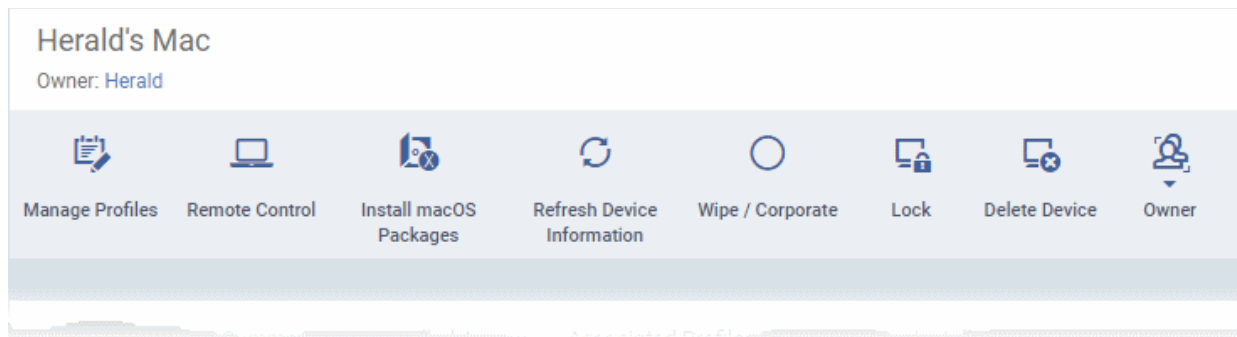 Herald's Mac
Owner: Herald
Manage Profiles Remote Control Install macOS Refresh Device Wipe / Corporate Lock Delete Device Owner
Packages Information